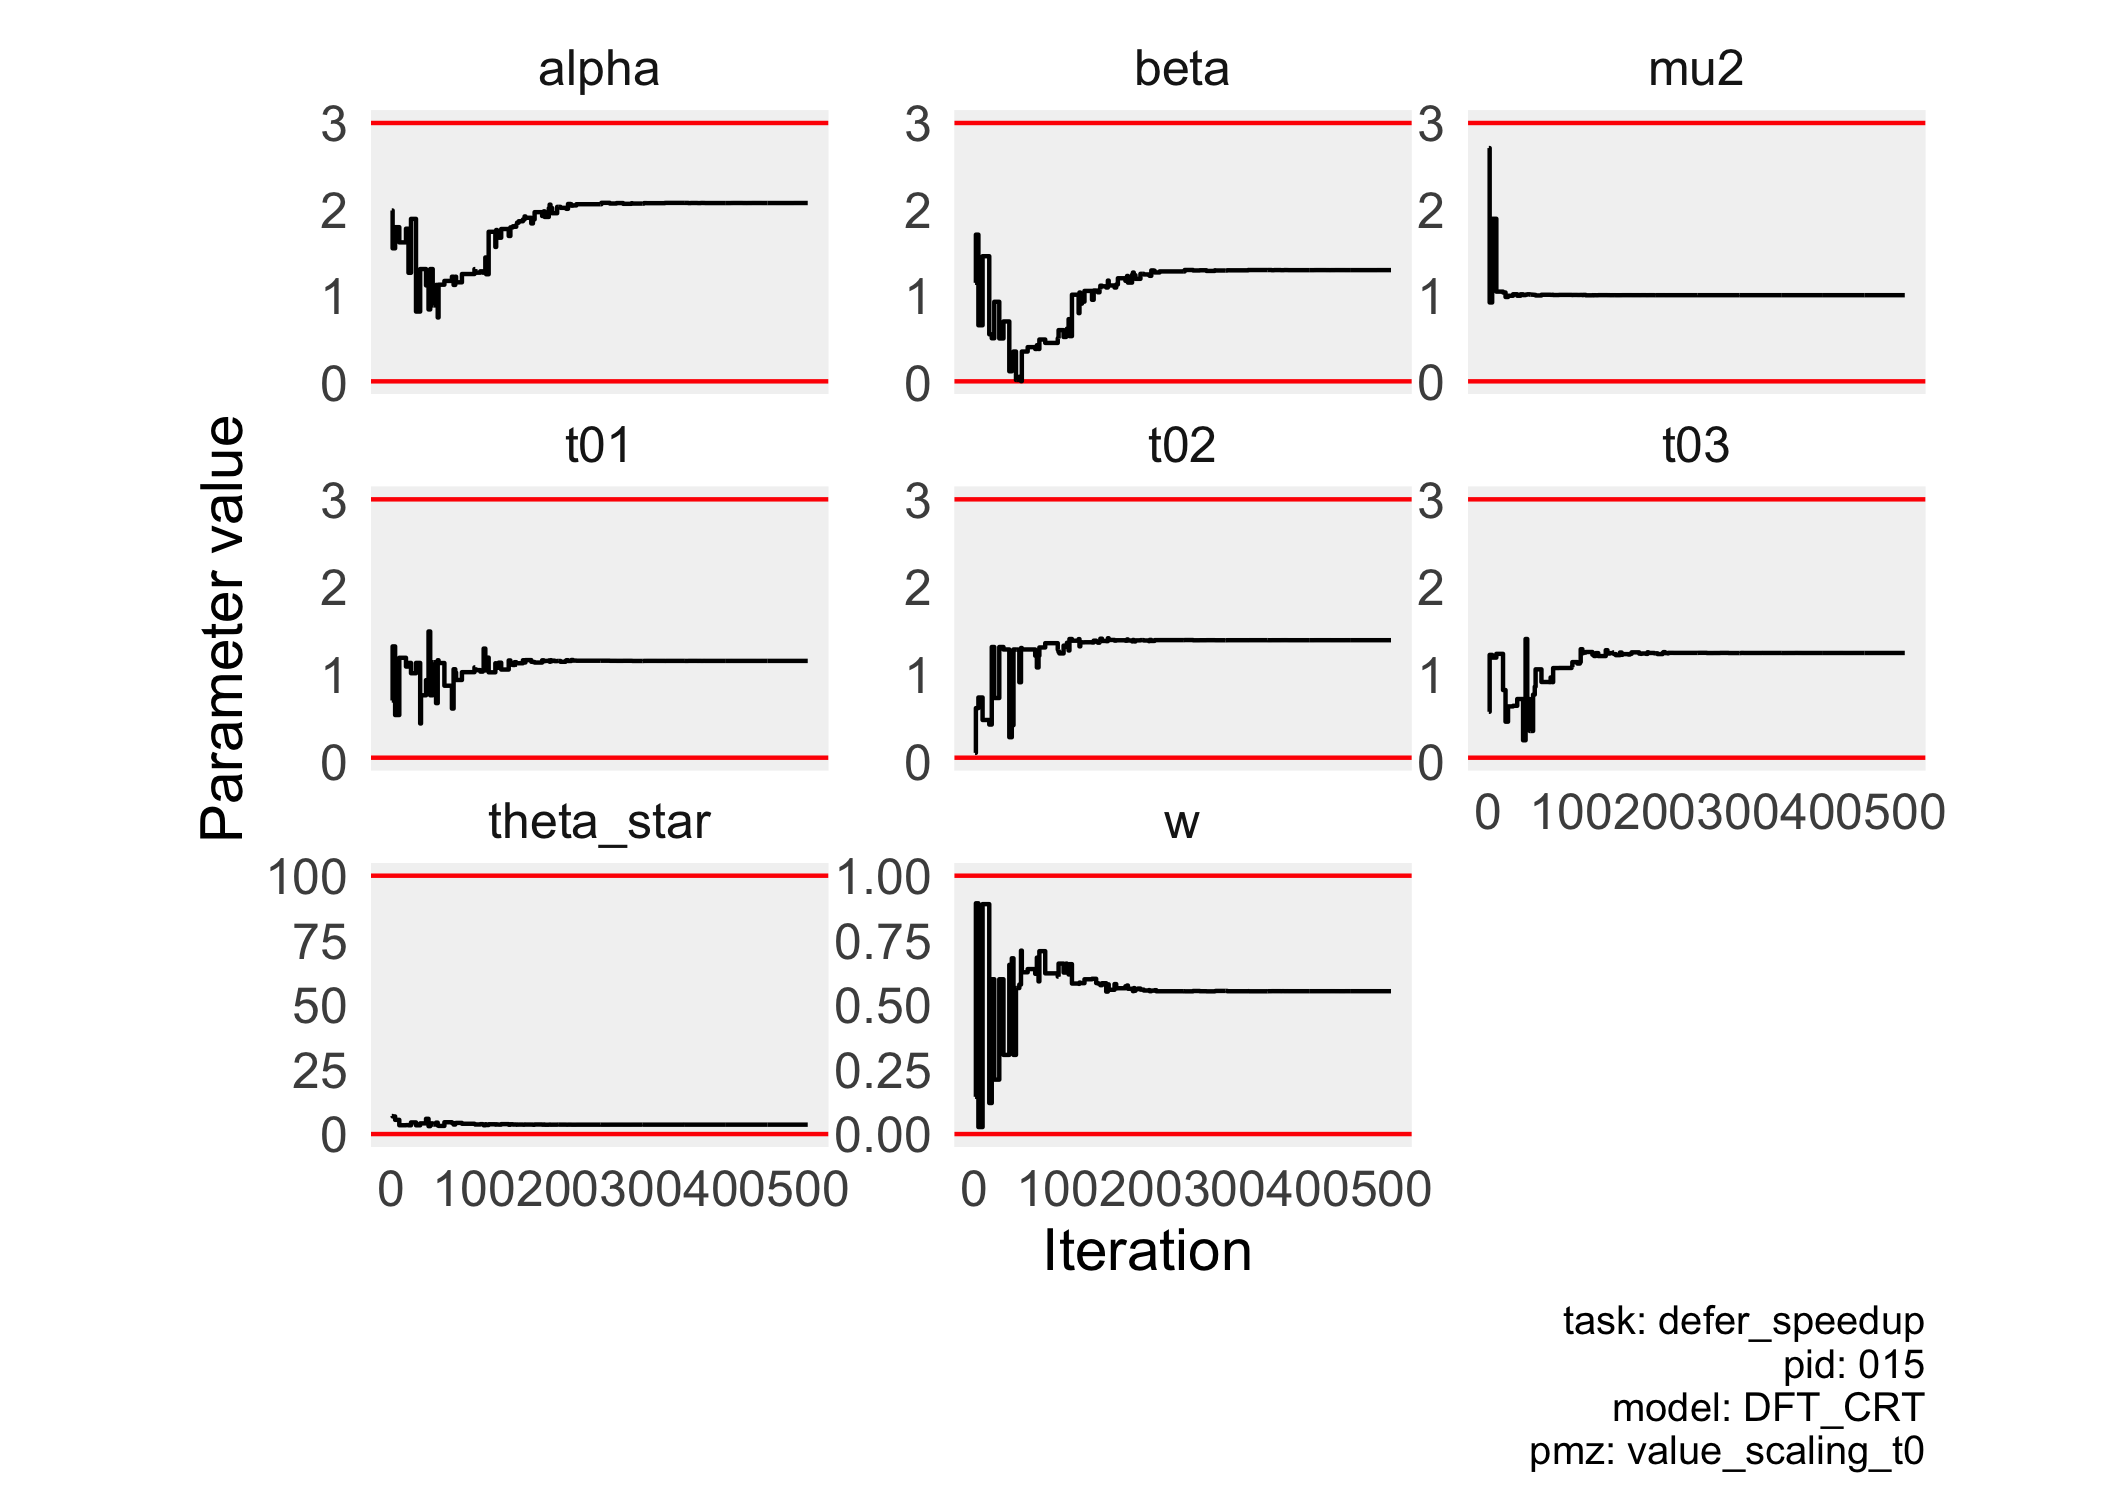 alpha
beta
mu2
3
2
1
0
3
2
1
0
3
2
1
0
t01
t02
t03
3
2
1
0
3
2
1
0
3
2
1
0
0 100200300400500
theta_star
w
100
75
50
25
0
1.00
0.75
0.50
0.25
0.00
0 100200300400500
0 100200300400500
Parameter value
Iteration
task: defer_speedup
pid: 015
model: DFT_CRT
pmz: value_scaling_t0